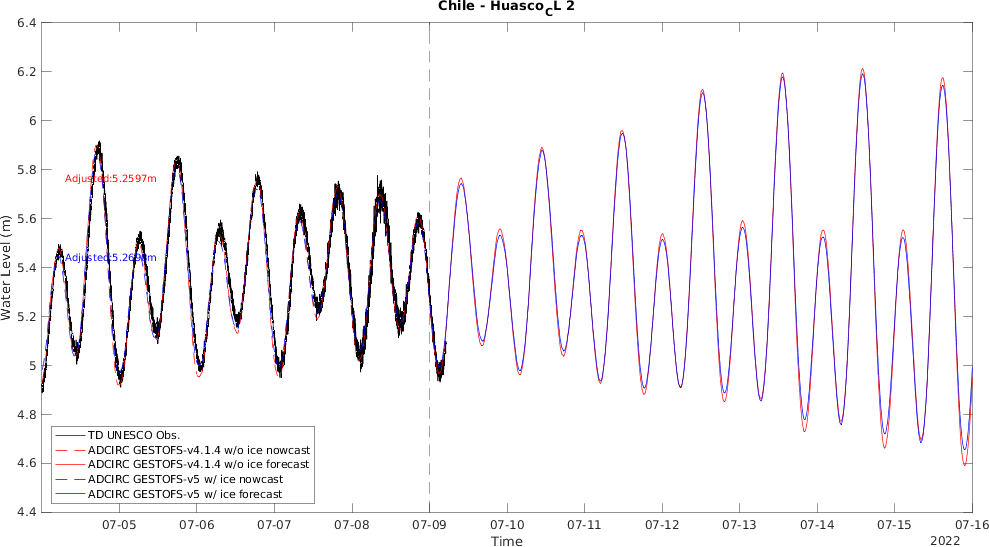 Chile - Huasco_CL 2
6.4
6.2
6
5.8
5.6
5.4
5.2
5
4.8
4.6
4.4
Water Level (m)
Adjusted:5.2597m
TD UNESCO Obs.
ADCIRC GESTOFS-v4.1.4 w/o ice nowcast
ADCIRC GESTOFS-v4.1.4 w/o ice forecast
ADCIRC GESTOFS-v5 w/ ice nowcast
ADCIRC GESTOFS-v5 w/ ice forecast
07-05 07-06 07-07 07-08 07-09 07-10 07-11 07-12 07-13 07-14 07-15 07-16
Time
2022